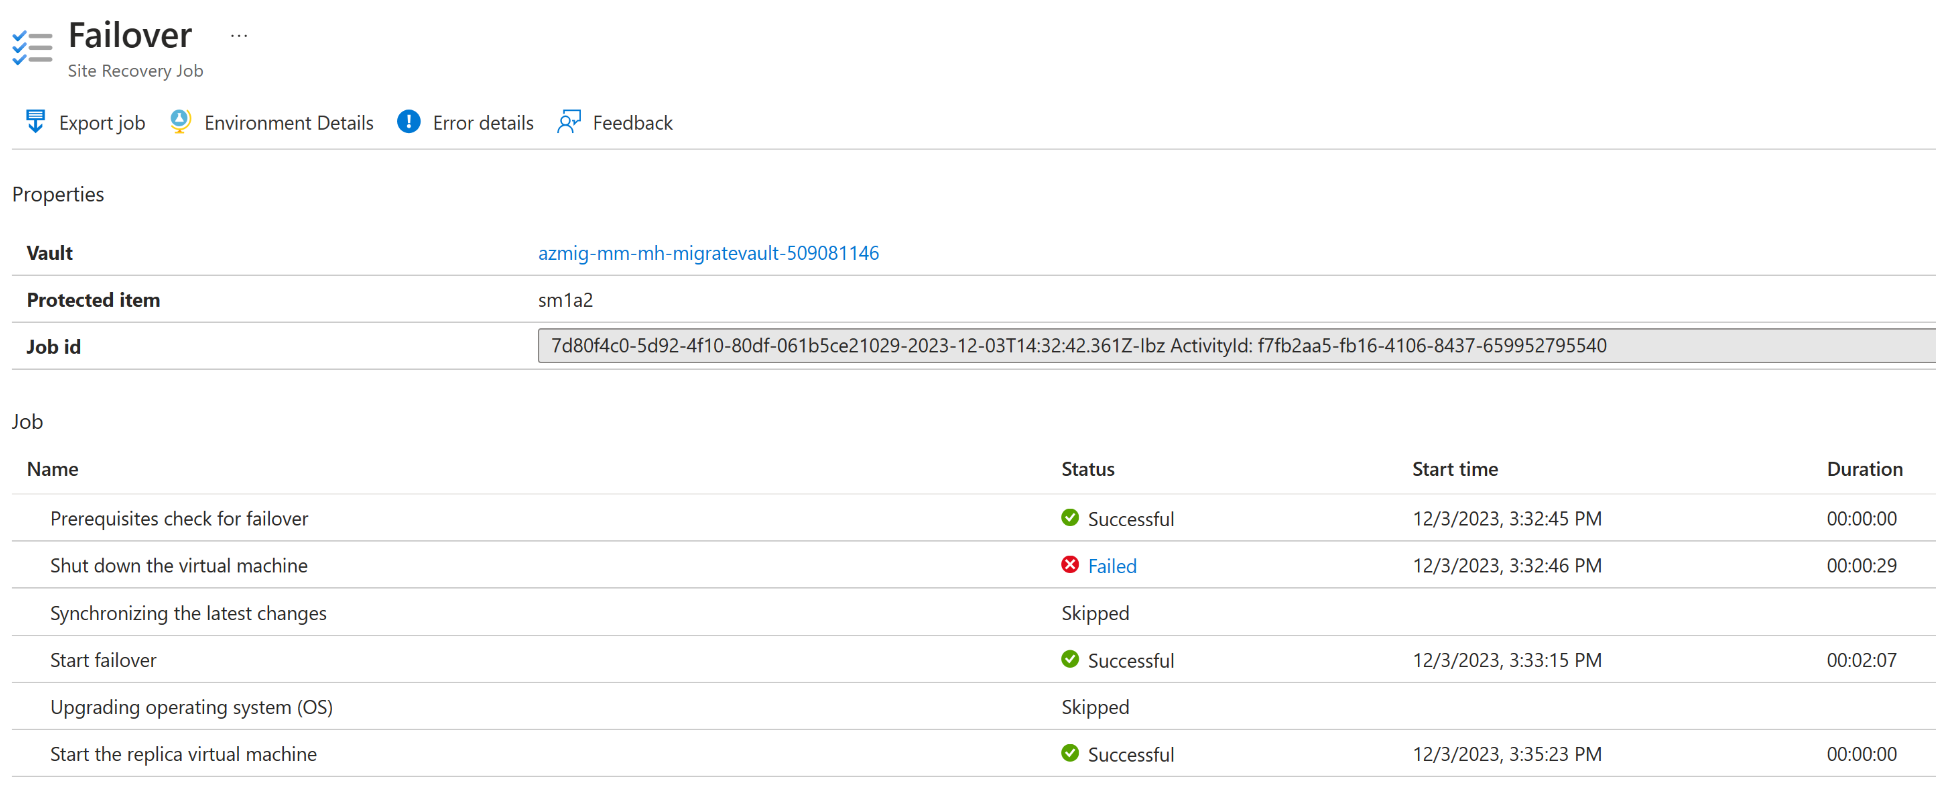 Failover ...
Site Recovery Job
Export job Environment Details Error details Feedback
Properties
Vault azmig-mm-mh-migratevault-509081146
Protected item sm1a2
Job id 7d80f4c0-5d92-4f10-80df-061b5ce21029-2023-12-03T14:32:42.361Z-Ibz ActivityId: f7fb2aa5-fb16-4106-8437-659952795540
Job
Name Status Start time Duration
Prerequisites check for failover Successful 12/3/2023, 3:32:45 PM 00:00:00
Shut down the virtual machine Failed 12/3/2023, 3:32:46 PM 00:00:29
Synchronizing the latest changes Skipped
Start failover Successful 12/3/2023, 3:33:15 PM 00:02:07
Upgrading operating system (OS) Skipped
Start the replica virtual machine Successful 12/3/2023, 3:35:23 PM 00:00:00